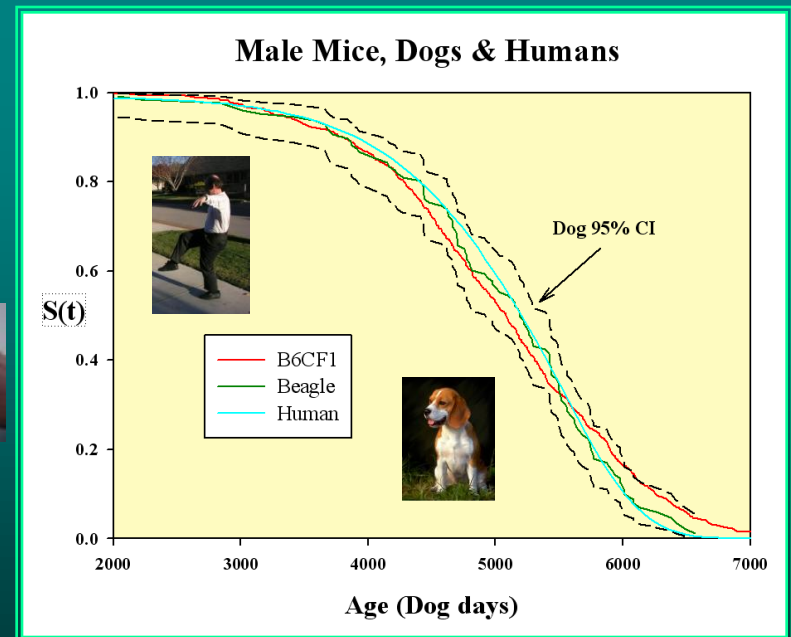 Male Mice, Dogs & Humans
1.0
0.8
Dog 95% CI
0.6
S(t)
0.4
B6CF1
Beagle
Human
0.2
0.0
2000 3000 4000 5000 6000 7000
Age (Dog days)